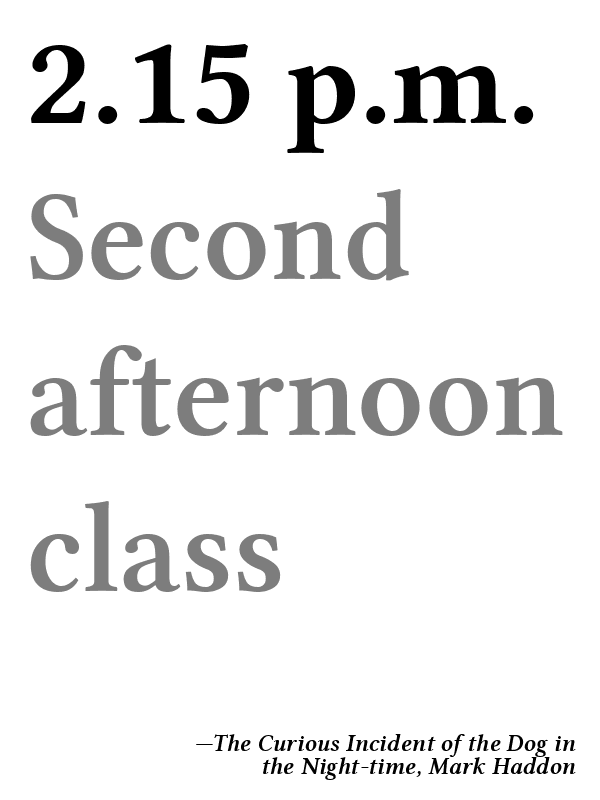 2.15 p.m.
Second
afternoon
class
—The Curious Incident of the Dog in
the Night-time, Mark Haddon